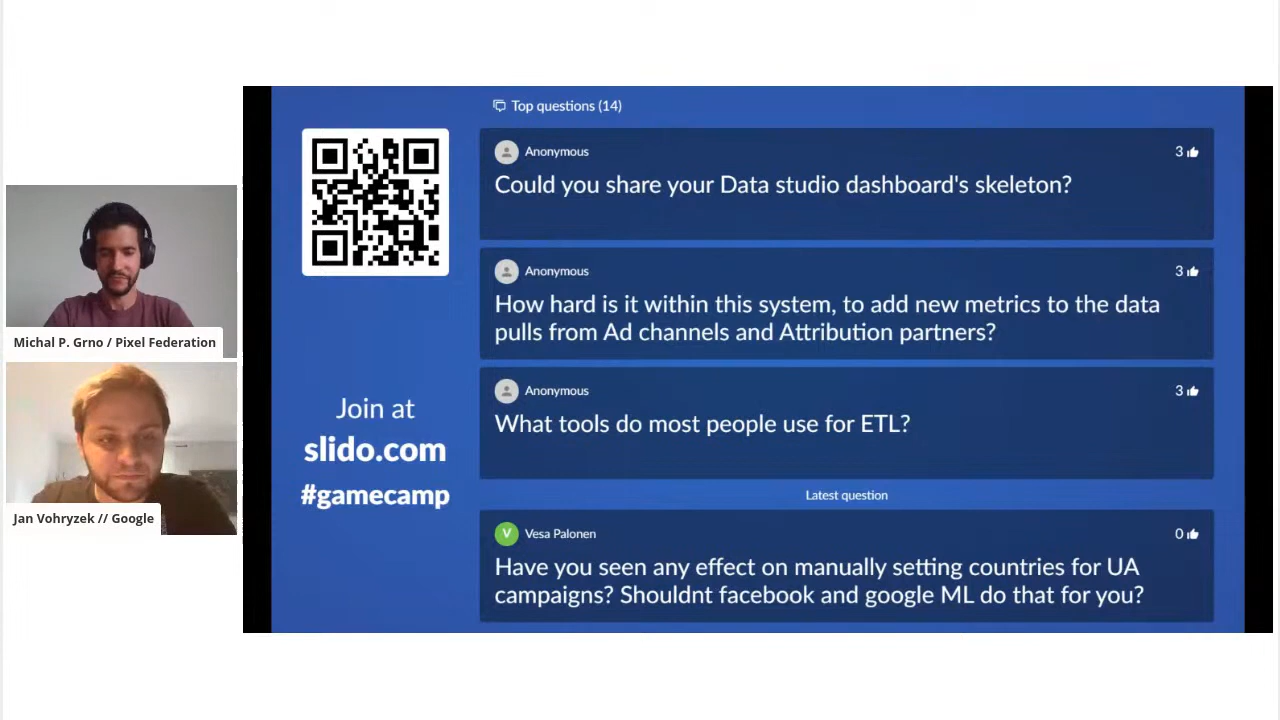 Top questions (14)
Anonymous
3
Could you share your Data studio dashboard's skeleton?
Anonymous
3
How hard is it within this system, to add new metrics to the data
pulls from Ad channels and Attribution partners?
Anonymous
3
What tools do most people use for ETL?
Latest question
V
Vesa Palonen
0
Have you seen any effect on manually setting countries for UA
campaigns? Shouldnt facebook and google ML do that for you?
Join at
slido.com
#gamecamp
Michal P. Grno / Pixel Federation
Jan Vohryzek // Google